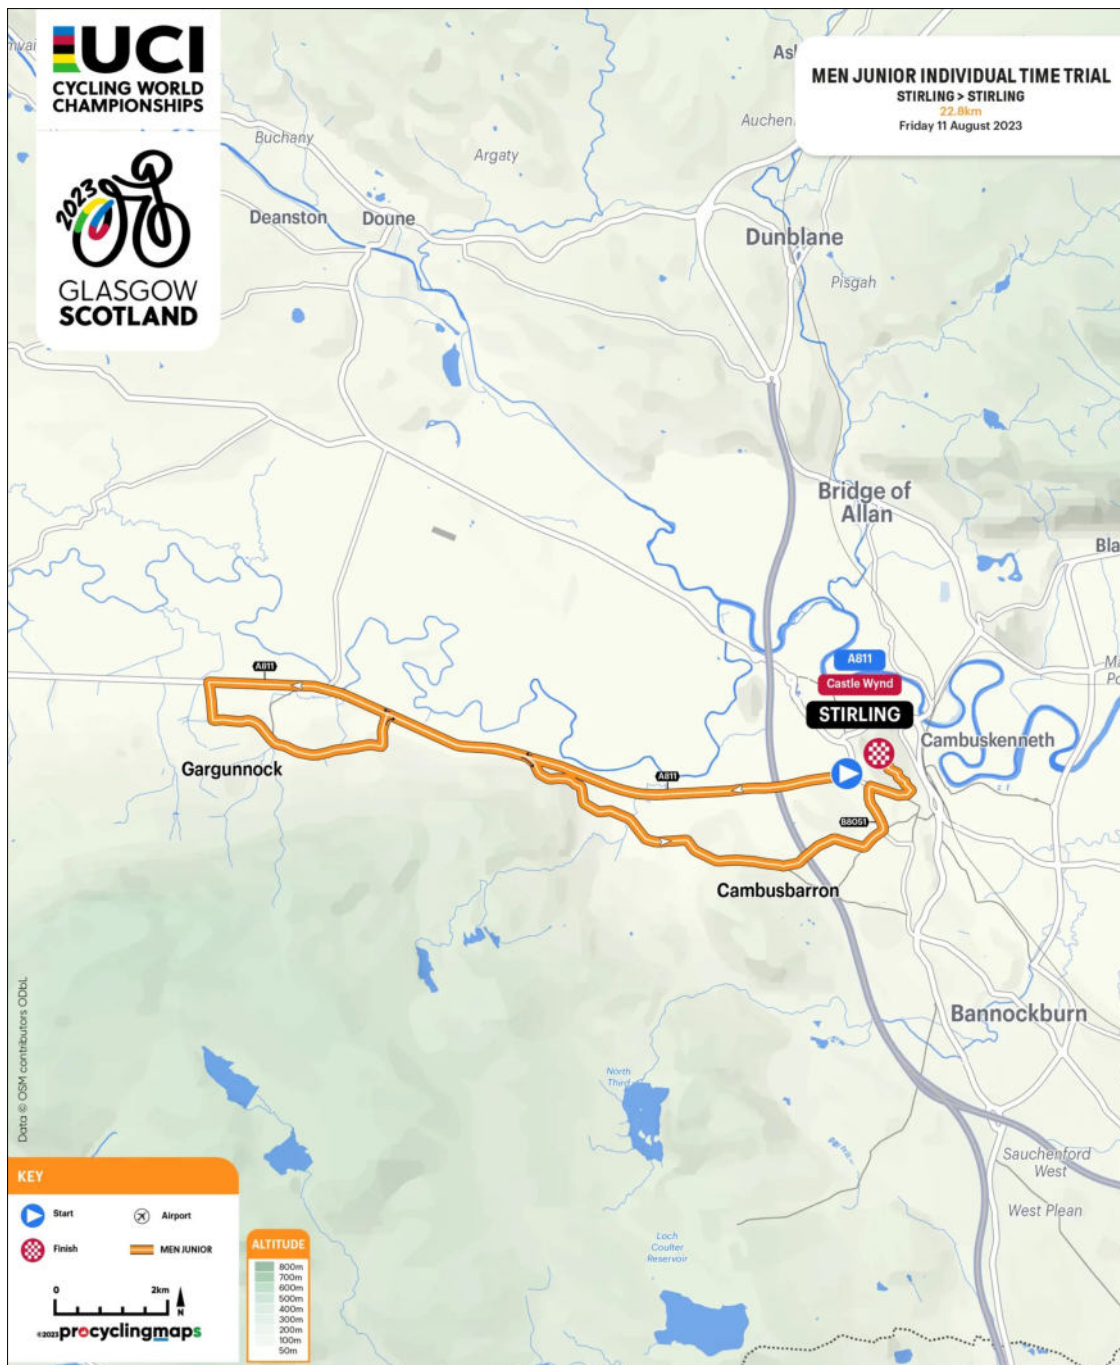 UCI
CYCLING WORLD
CHAMPIONSHIPS
2023
GLASGOW
SCOTLAND
MEN JUNIOR INDIVIDUAL TIME TRIAL
STIRLING > STIRLING
22.8km
Friday 11 August 2023
Buchany
Argaty
Deanston
Doune
Dunblane
Pisgah
Bridge of
Allan
A811
A811
Castle Wynd
STIRLING
Cambuskenneth
Gargunnock
A811
B8051
Cambusbarron
Bannockburn
North
Third
Sauchenford
West
West Plean
Loch
Coulter
Reservoir
Data © OSM contributors ODbL
KEY
Start
Airport
Finish
MEN JUNIOR
0 2km
N
©2023 procyclingmaps
ALTITUDE
800m
700m
600m
500m
400m
300m
200m
100m
50m